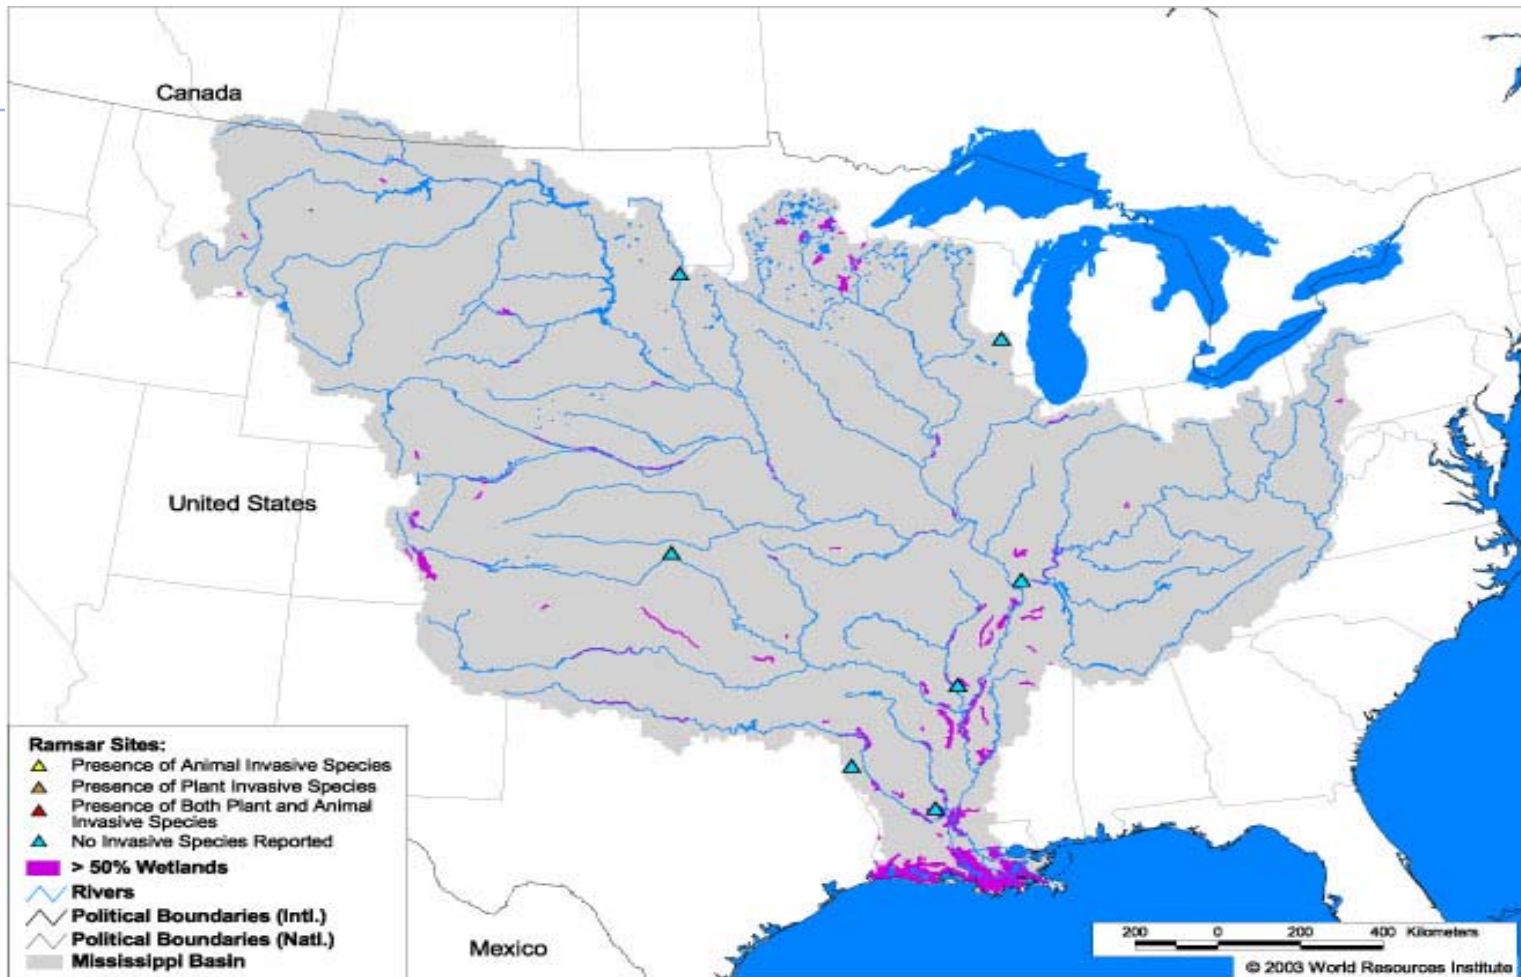 Canada
United States
Ramsar Sites:
Presence of Animal Invasive Species
Presence of Plant Invasive Species
Presence of Both Plant and Animal
Invasive Species
No Invasive Species Reported
> 50% Wetlands
Rivers
Political Boundaries (Intl.)
Political Boundaries (Natl.)
Mississippi Basin
Mexico
200 0 200 400 Kilometers
© 2003 World Resources Institute